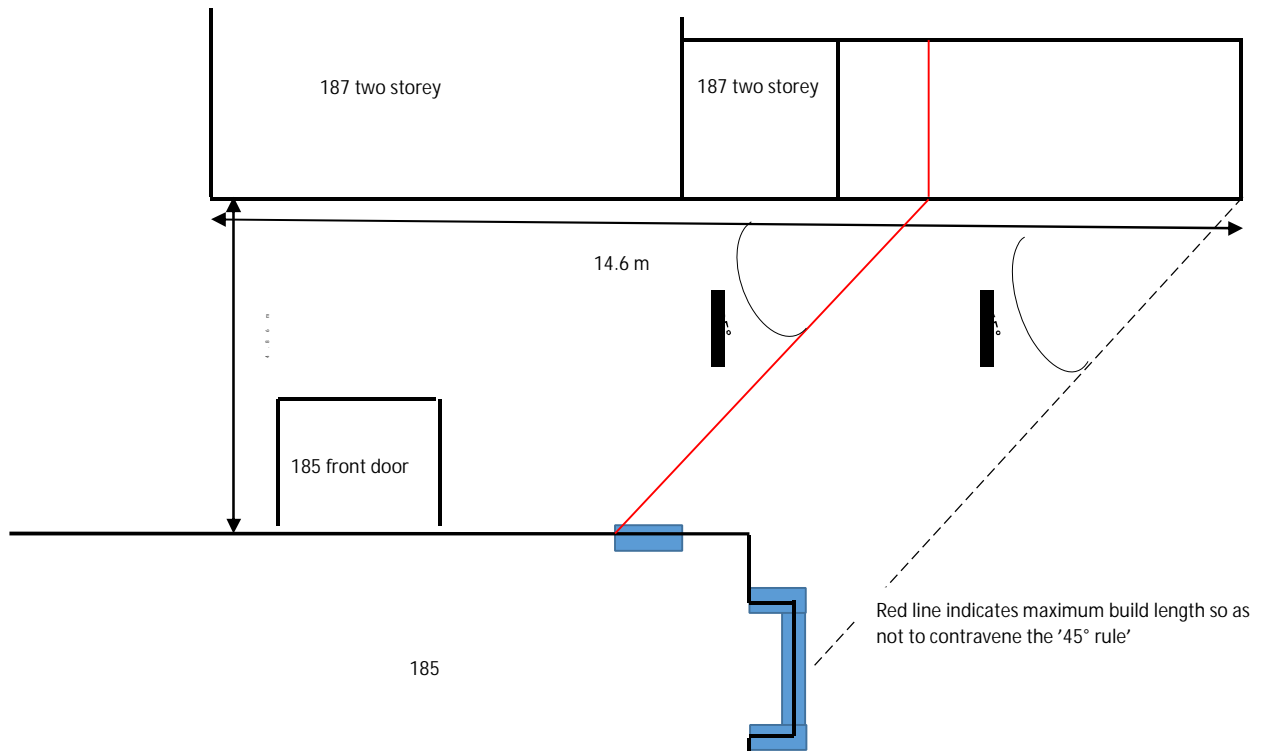 187 two storey
187 two storey
14.6 m
185 front door
Red line indicates maximum build length so as
not to contravene the '45° rule'
185